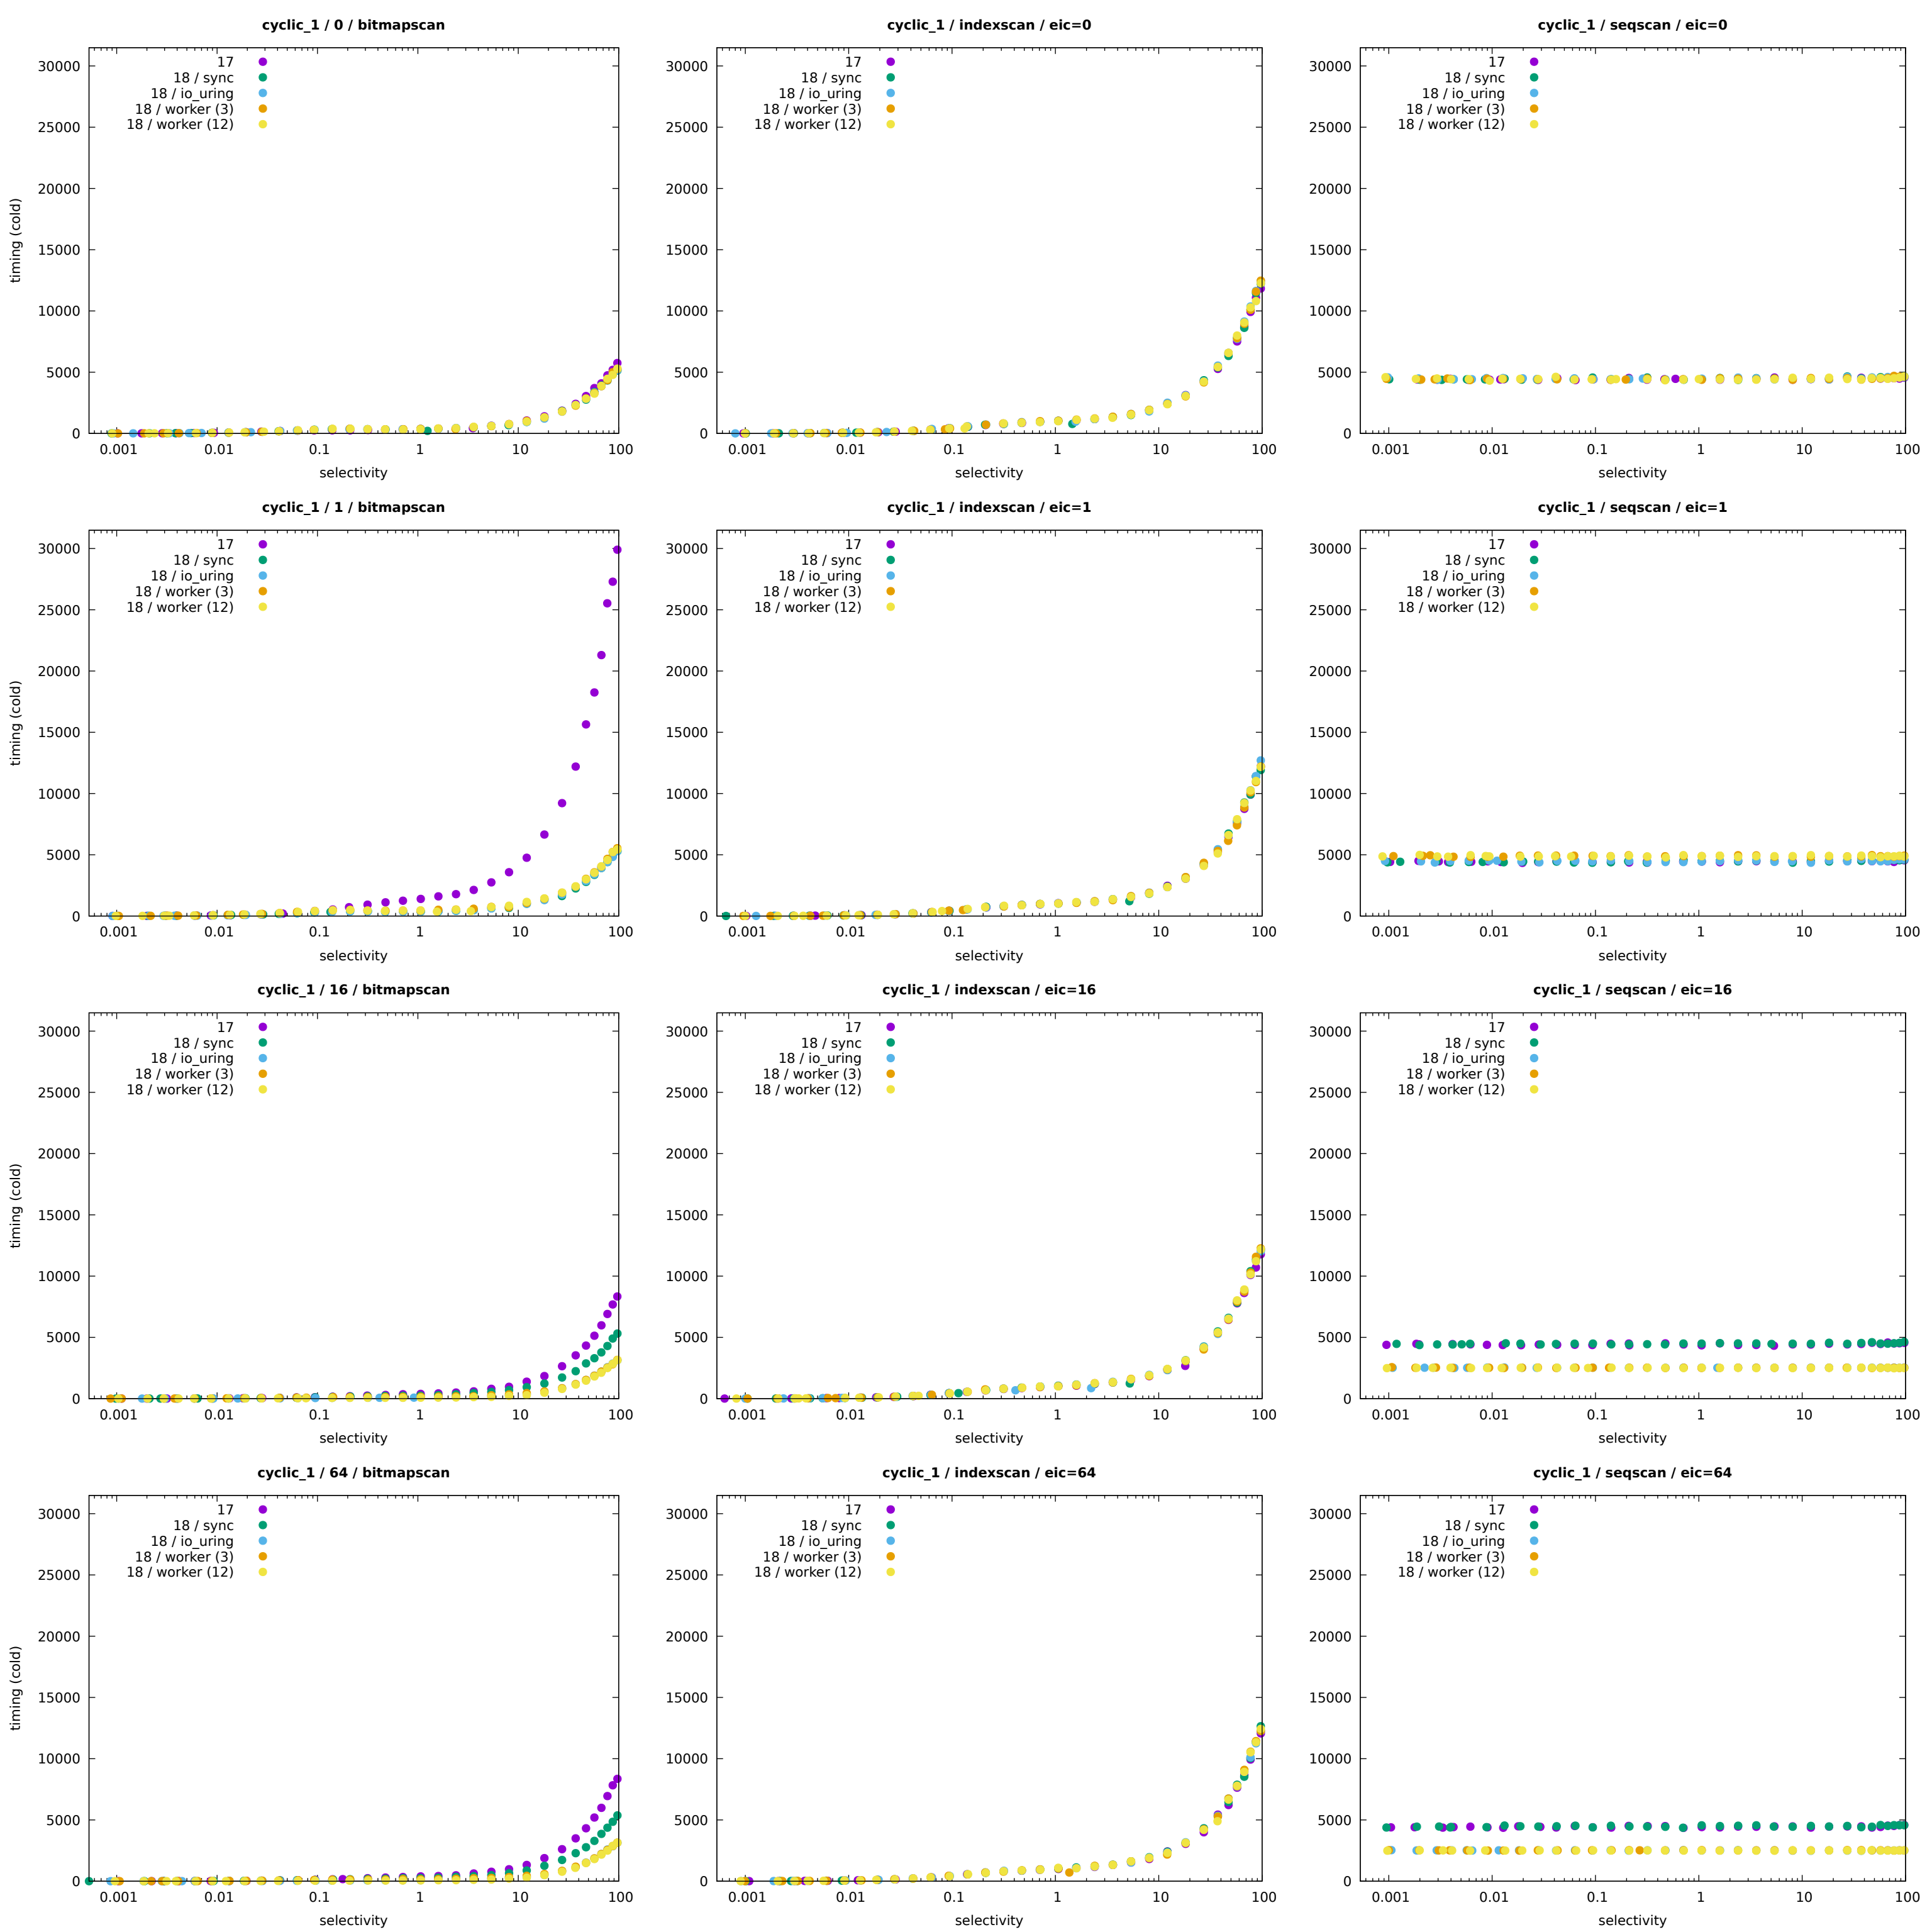 cyclic_1 / 0 / bitmapscan
30000
25000
20000
15000
10000
5000
0
timing (cold)
17
18 / sync
18 / io_uring
18 / worker (3)
18 / worker (12)
0.001 0.01 0.1 1 10 100
selectivity
cyclic_1 / indexscan / eic=0
30000
25000
20000
15000
10000
5000
0
17
18 / sync
18 / io_uring
18 / worker (3)
18 / worker (12)
0.001 0.01 0.1 1 10 100
selectivity
cyclic_1 / seqscan / eic=0
30000
25000
20000
15000
10000
5000
0
17
18 / sync
18 / io_uring
18 / worker (3)
18 / worker (12)
0.001 0.01 0.1 1 10 100
selectivity
cyclic_1 / 1 / bitmapscan
30000
25000
20000
15000
10000
5000
0
timing (cold)
17
18 / sync
18 / io_uring
18 / worker (3)
18 / worker (12)
0.001 0.01 0.1 1 10 100
selectivity
cyclic_1 / indexscan / eic=1
30000
25000
20000
15000
10000
5000
0
17
18 / sync
18 / io_uring
18 / worker (3)
18 / worker (12)
0.001 0.01 0.1 1 10 100
selectivity
cyclic_1 / seqscan / eic=1
30000
25000
20000
15000
10000
5000
0
17
18 / sync
18 / io_uring
18 / worker (3)
18 / worker (12)
0.001 0.01 0.1 1 10 100
selectivity
cyclic_1 / 16 / bitmapscan
30000
25000
20000
15000
10000
5000
0
timing (cold)
17
18 / sync
18 / io_uring
18 / worker (3)
18 / worker (12)
0.001 0.01 0.1 1 10 100
selectivity
cyclic_1 / indexscan / eic=16
30000
25000
20000
15000
10000
5000
0
17
18 / sync
18 / io_uring
18 / worker (3)
18 / worker (12)
0.001 0.01 0.1 1 10 100
selectivity
cyclic_1 / seqscan / eic=16
30000
25000
20000
15000
10000
5000
0
17
18 / sync
18 / io_uring
18 / worker (3)
18 / worker (12)
0.001 0.01 0.1 1 10 100
selectivity
cyclic_1 / 64 / bitmapscan
30000
25000
20000
15000
10000
5000
0
timing (cold)
17
18 / sync
18 / io_uring
18 / worker (3)
18 / worker (12)
0.001 0.01 0.1 1 10 100
selectivity
cyclic_1 / indexscan / eic=64
30000
25000
20000
15000
10000
5000
0
17
18 / sync
18 / io_uring
18 / worker (3)
18 / worker (12)
0.001 0.01 0.1 1 10 100
selectivity
cyclic_1 / seqscan / eic=64
30000
25000
20000
15000
10000
5000
0
17
18 / sync
18 / io_uring
18 / worker (3)
18 / worker (12)
0.001 0.01 0.1 1 10 100
selectivity